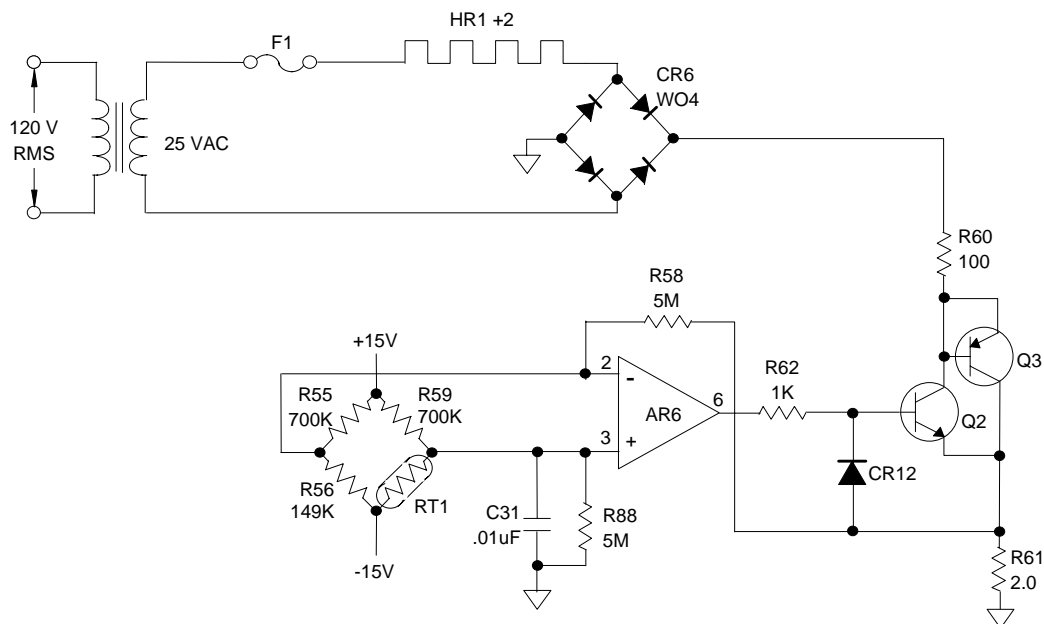 HR1 +2
F1
CR6
WO4
120 V
RMS
25 VAC
R60
100
R58
5M
+15V
R55
700K
R59
700K
2
-
3
+
AR6
6
R62
1K
Q3
Q2
R56
149K
RT1
C31
.01uF
R88
5M
CR12
-15V
R61
2.0